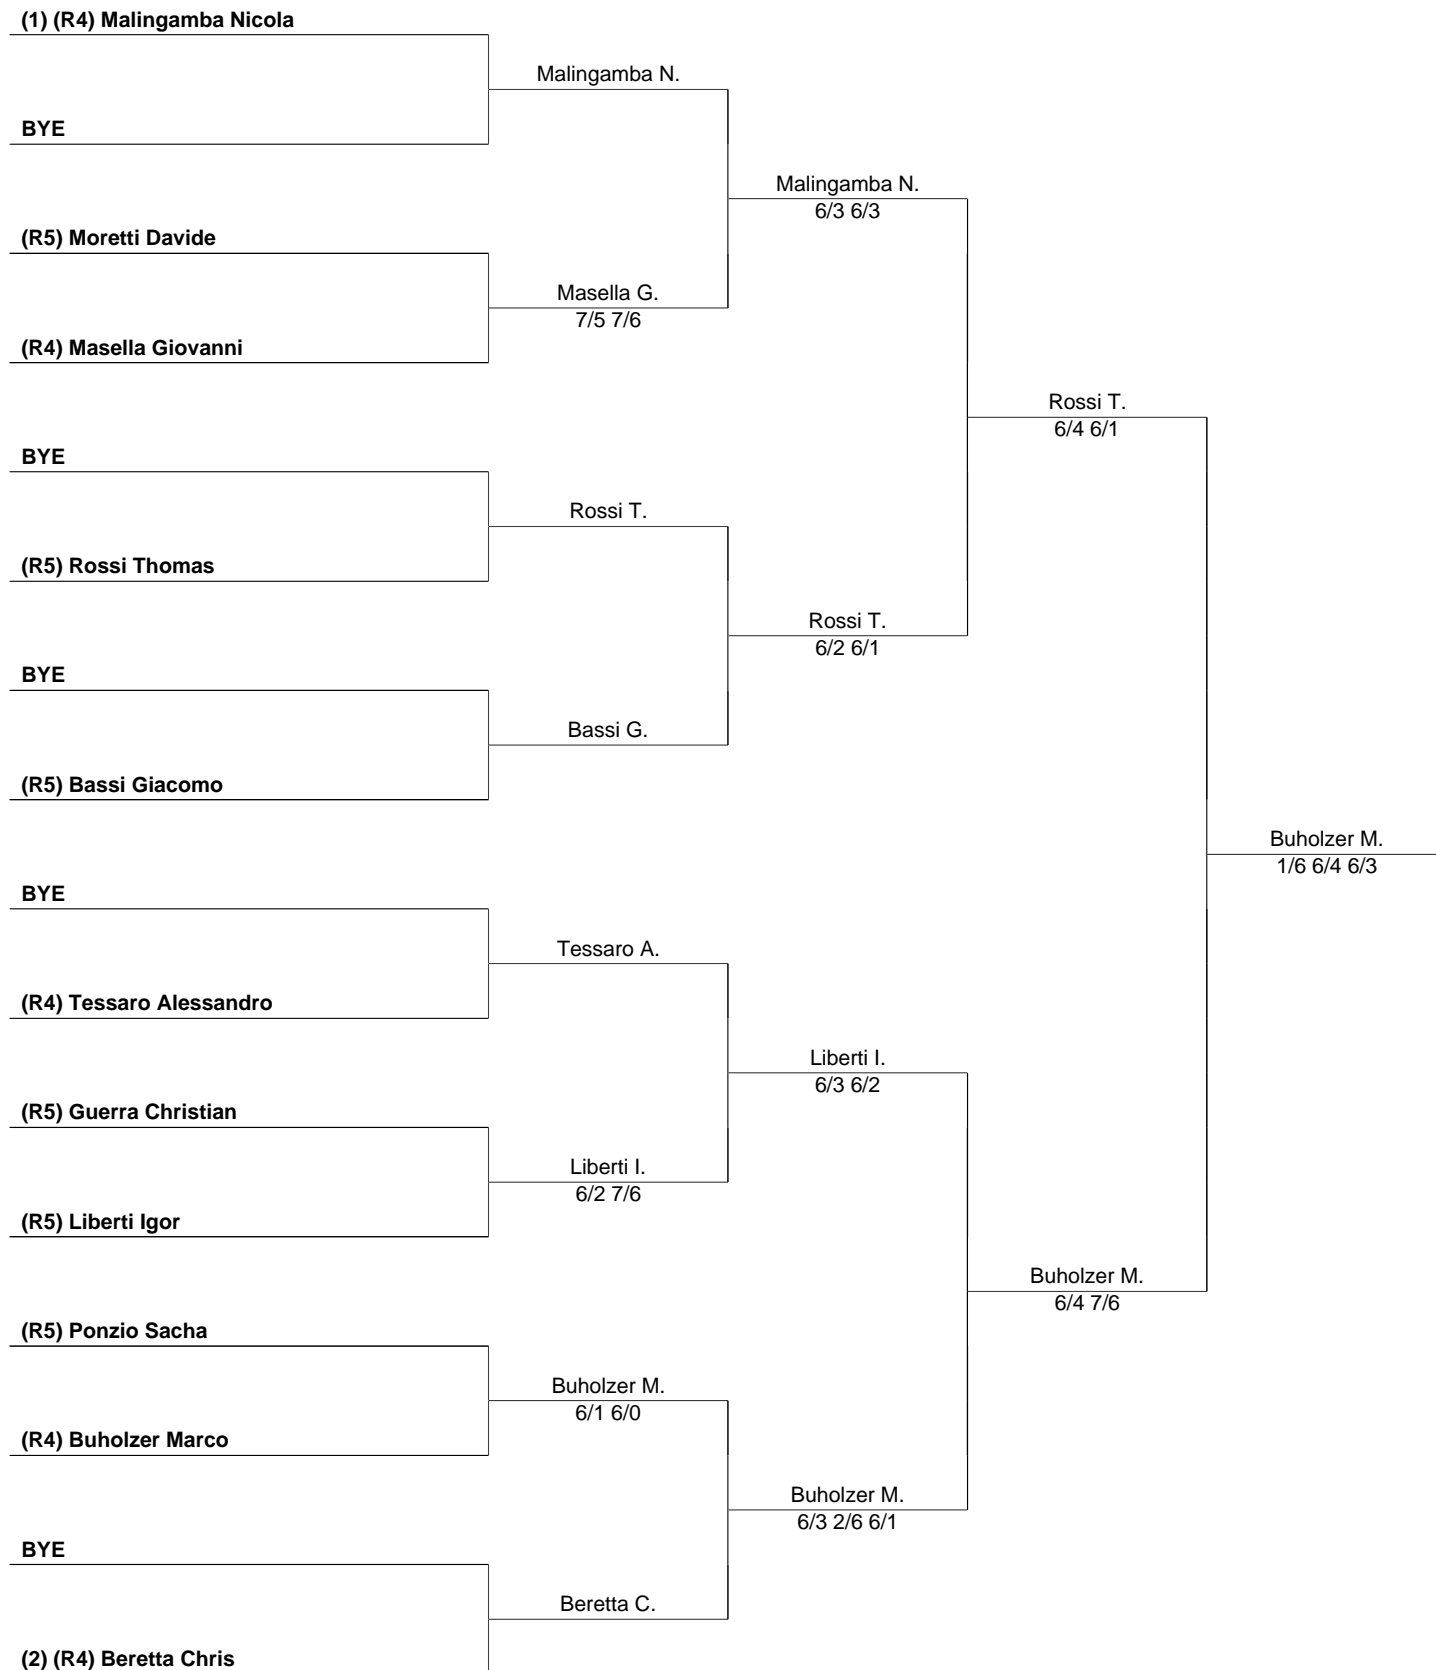 (1) (R4) Malingamba Nicola
Malingamba N.
BYE
Malingamba N.
6/3 6/3
(R5) Moretti Davide
Masella G.
7/5 7/6
(R4) Masella Giovanni
Rossi T.
6/4 6/1
BYE
Rossi T.
(R5) Rossi Thomas
Rossi T.
6/2 6/1
BYE
Bassi G.
(R5) Bassi Giacomo
Buholzer M.
1/6 6/4 6/3
BYE
Tessaro A.
(R4) Tessaro Alessandro
Liberti I.
6/3 6/2
(R5) Guerra Christian
Liberti I.
6/2 7/6
(R5) Liberti Igor
Buholzer M.
6/4 7/6
(R5) Ponzio Sacha
Buholzer M.
6/1 6/0
(R4) Buholzer Marco
Buholzer M.
6/3 2/6 6/1
BYE
Beretta C.
(2) (R4) Beretta Chris